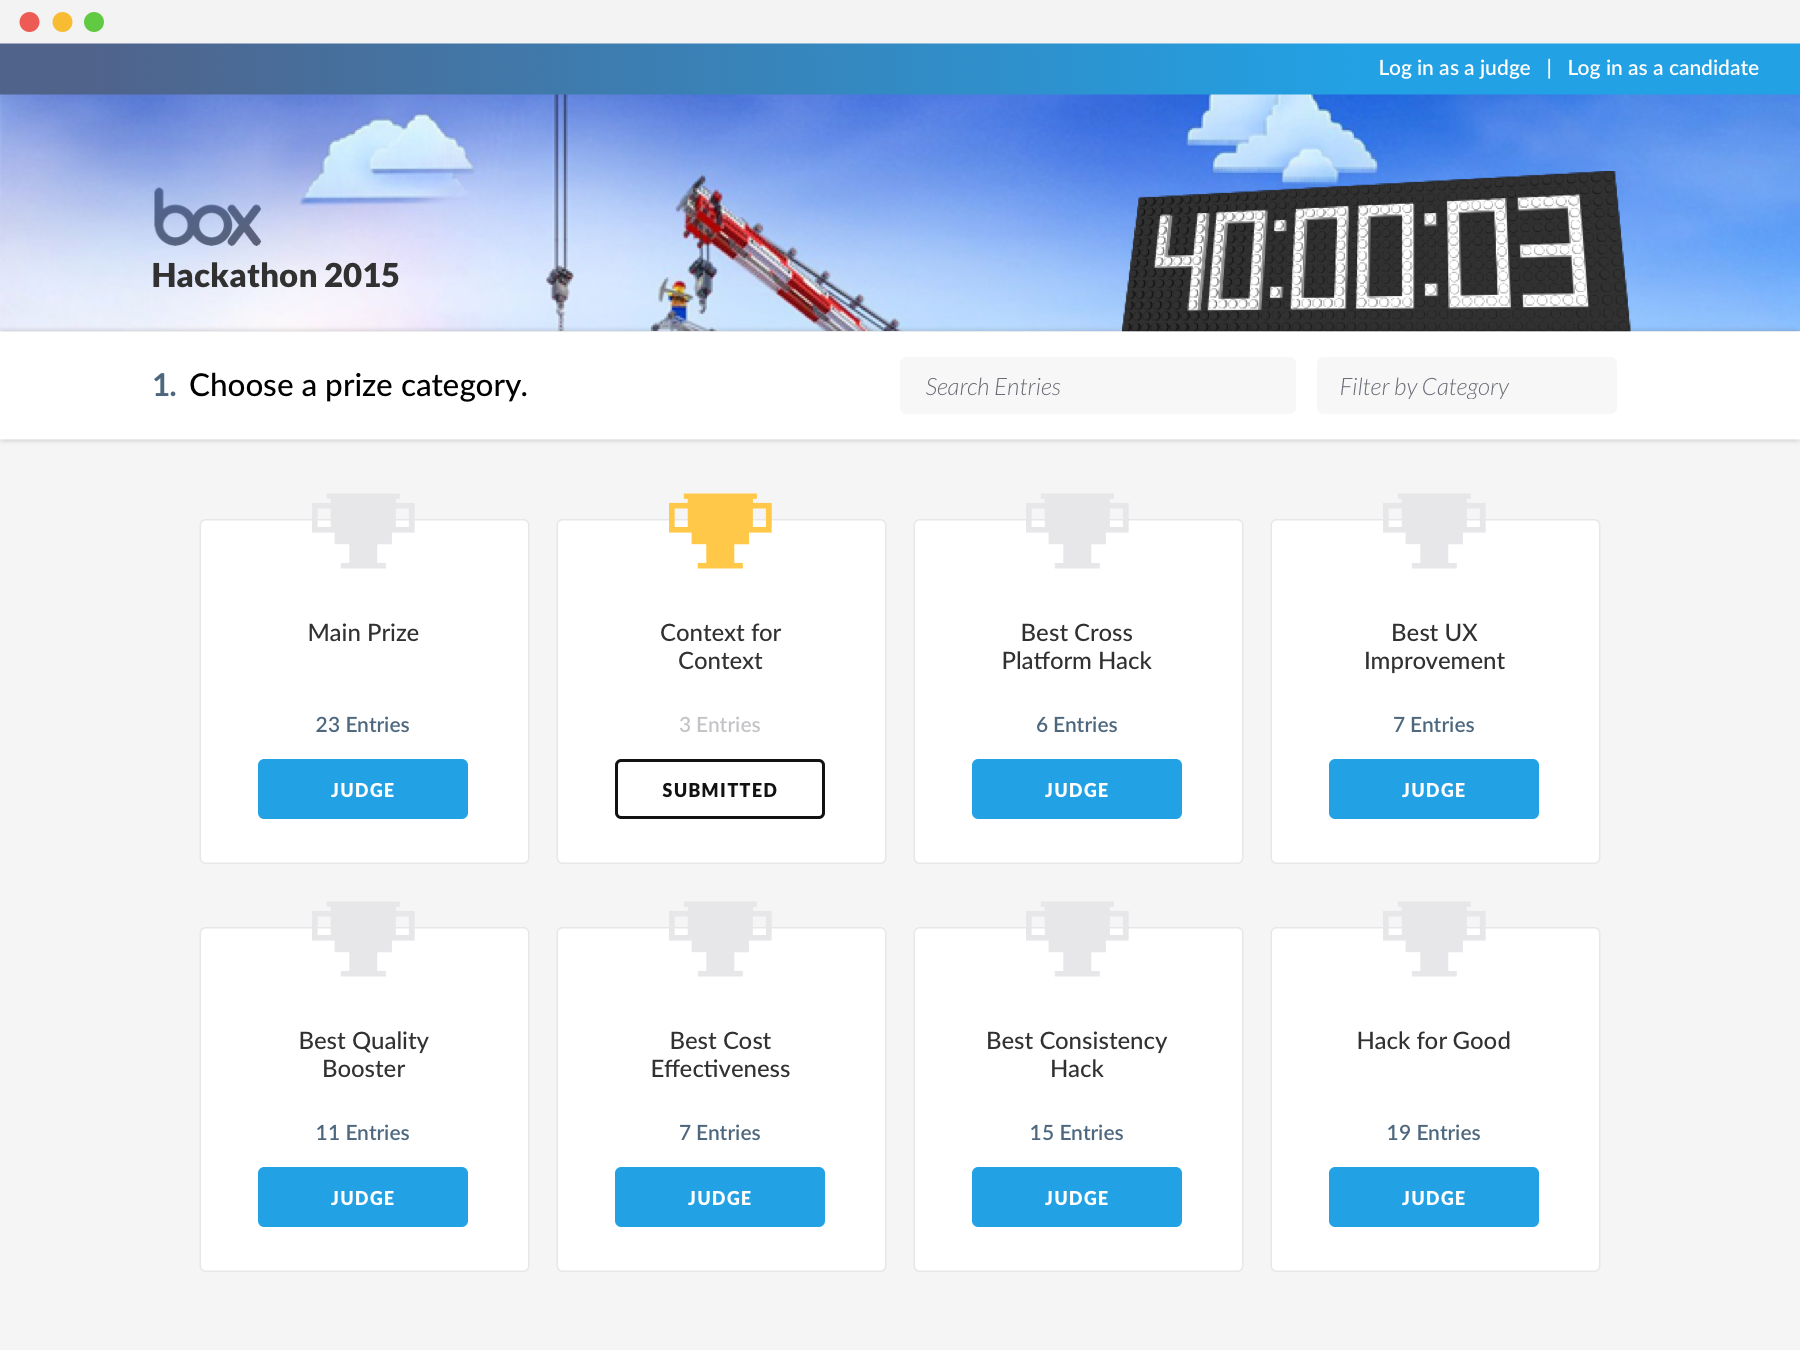 Log in as a judge | Log in as a candidate
box
Hackathon 2015
40:00:03
1. Choose a prize category.
Search Entries
Filter by Category
Main Prize
23 Entries
JUDGE
Context for
Context
3 Entries
SUBMITTED
Best Cross
Platform Hack
6 Entries
JUDGE
Best UX
Improvement
7 Entries
JUDGE
Best Quality
Booster
11 Entries
JUDGE
Best Cost
Effectiveness
7 Entries
JUDGE
Best Consistency
Hack
15 Entries
JUDGE
Hack for Good
19 Entries
JUDGE